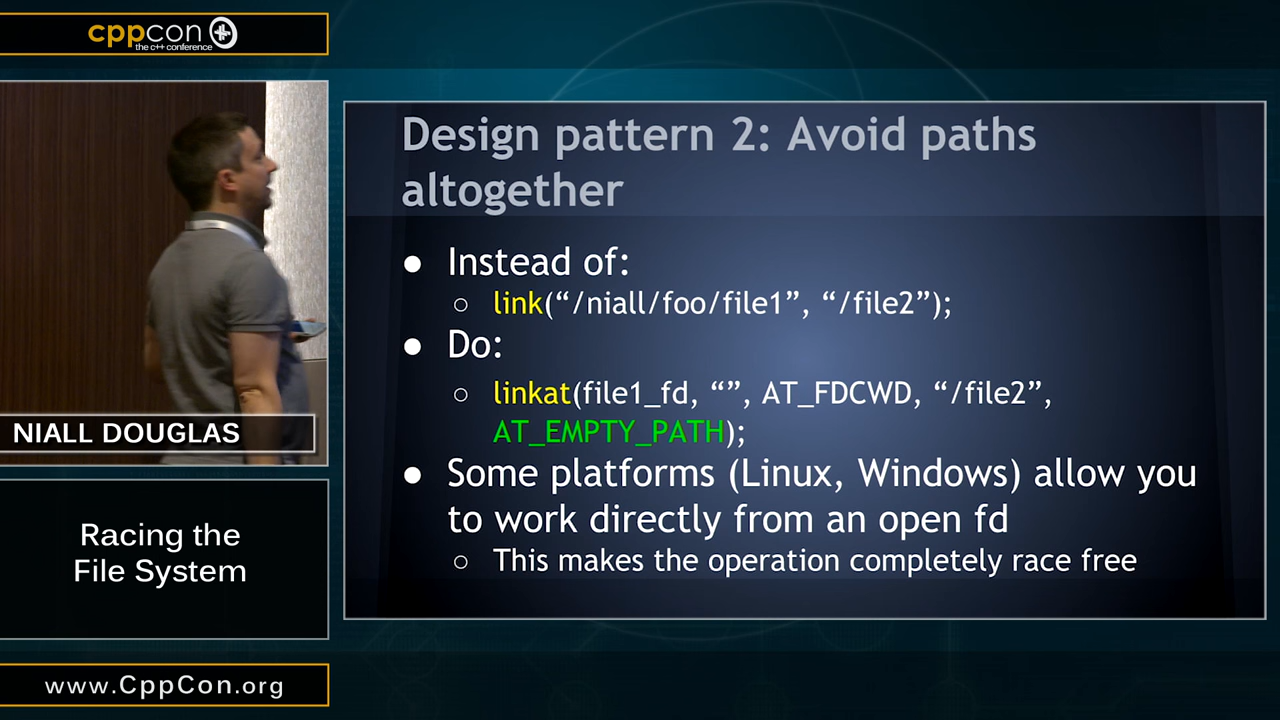 cppcon
the c++ conference
Design pattern 2: Avoid paths
altogether
● Instead of:
○ link(“/niall/foo/file1”, “/file2”);
● Do:
○ linkat(file1_fd, “”, AT_FDCWD, “/file2”,
AT_EMPTY_PATH);
● Some platforms (Linux, Windows) allow you
to work directly from an open fd
○ This makes the operation completely race free
NIALL DOUGLAS
Racing the
File System
www.CppCon.org